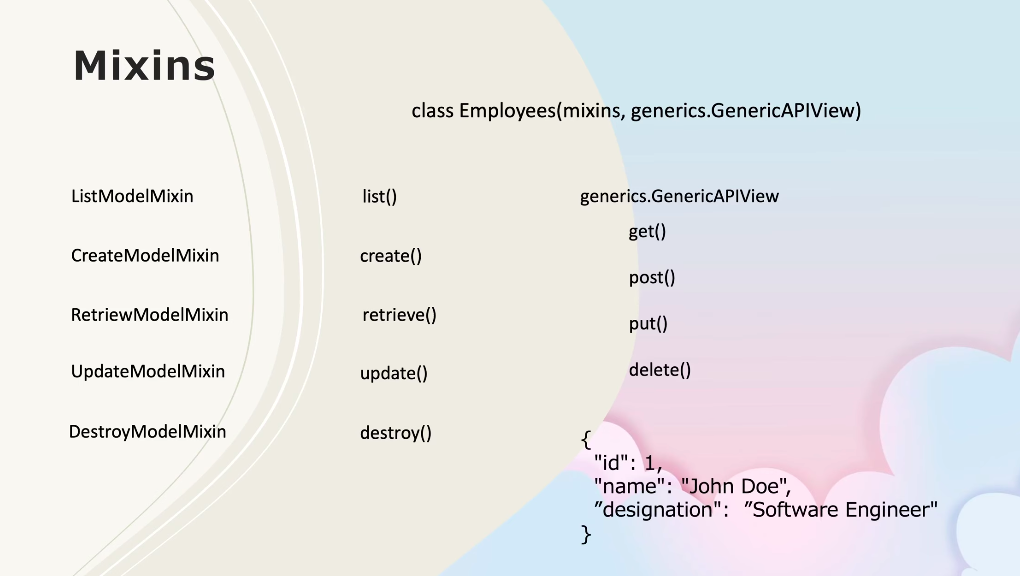 Mixins
class Employees(mixins, generics.GenericAPIView)
ListModelMixin list() generics.GenericAPIView
get()
CreateModelMixin create()
post()
RetriewModelMixin retrieve()
put()
UpdateModelMixin update() delete()
DestroyModelMixin destroy()
{
"id": 1,
"name": "John Doe",
”designation": ”Software Engineer"
}